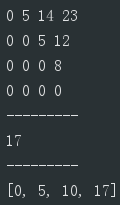 0 5 14 23
0 0 5 12
0 0 0 8
0 0 0 0
---------
17
---------
[0, 5, 10, 17]